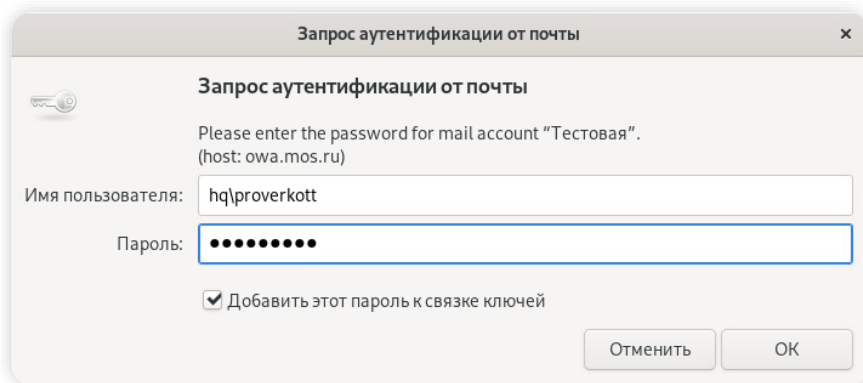 Запрос аутентификации от почты
Запрос аутентификации от почты
Please enter the password for mail account “Тестовая”.
(host: owa.mos.ru)
Имя пользователя: hq\proverkott
Пароль: ●●●●●●●●●
Добавить этот пароль к связке ключей
Отменить OK